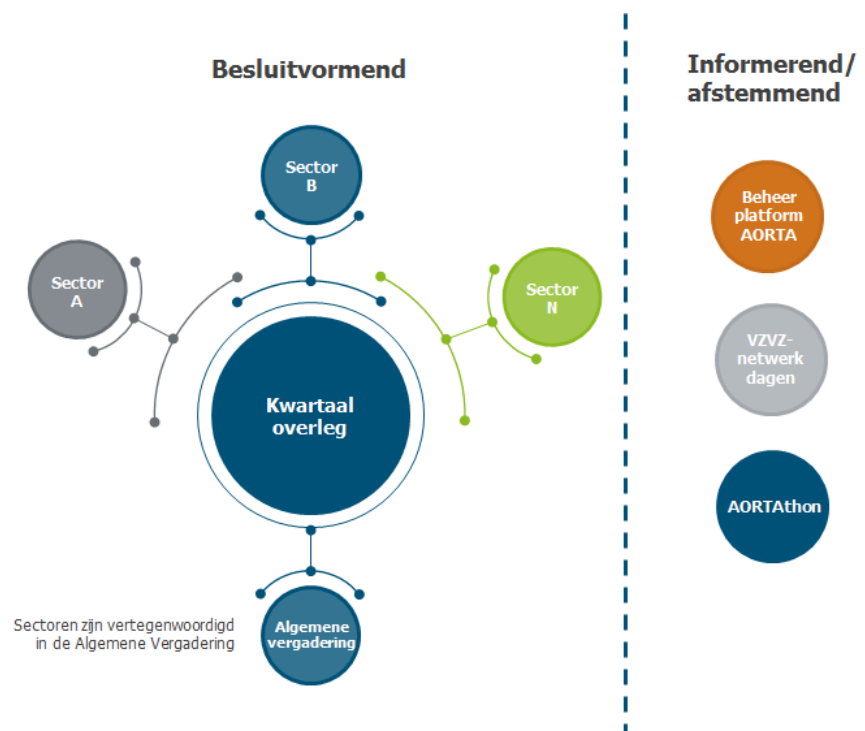 Besluitvormend
Sector
B
Sector
A
Sector
N
Kwartaal
overleg
Algemene
vergadering
Sectoren zijn vertegenwoordigd
in de Algemene Vergadering
Informerend/
afstemmend
Beheer
platform
AORTA
VZVZ-
netwerk
dagen
AORTAthon